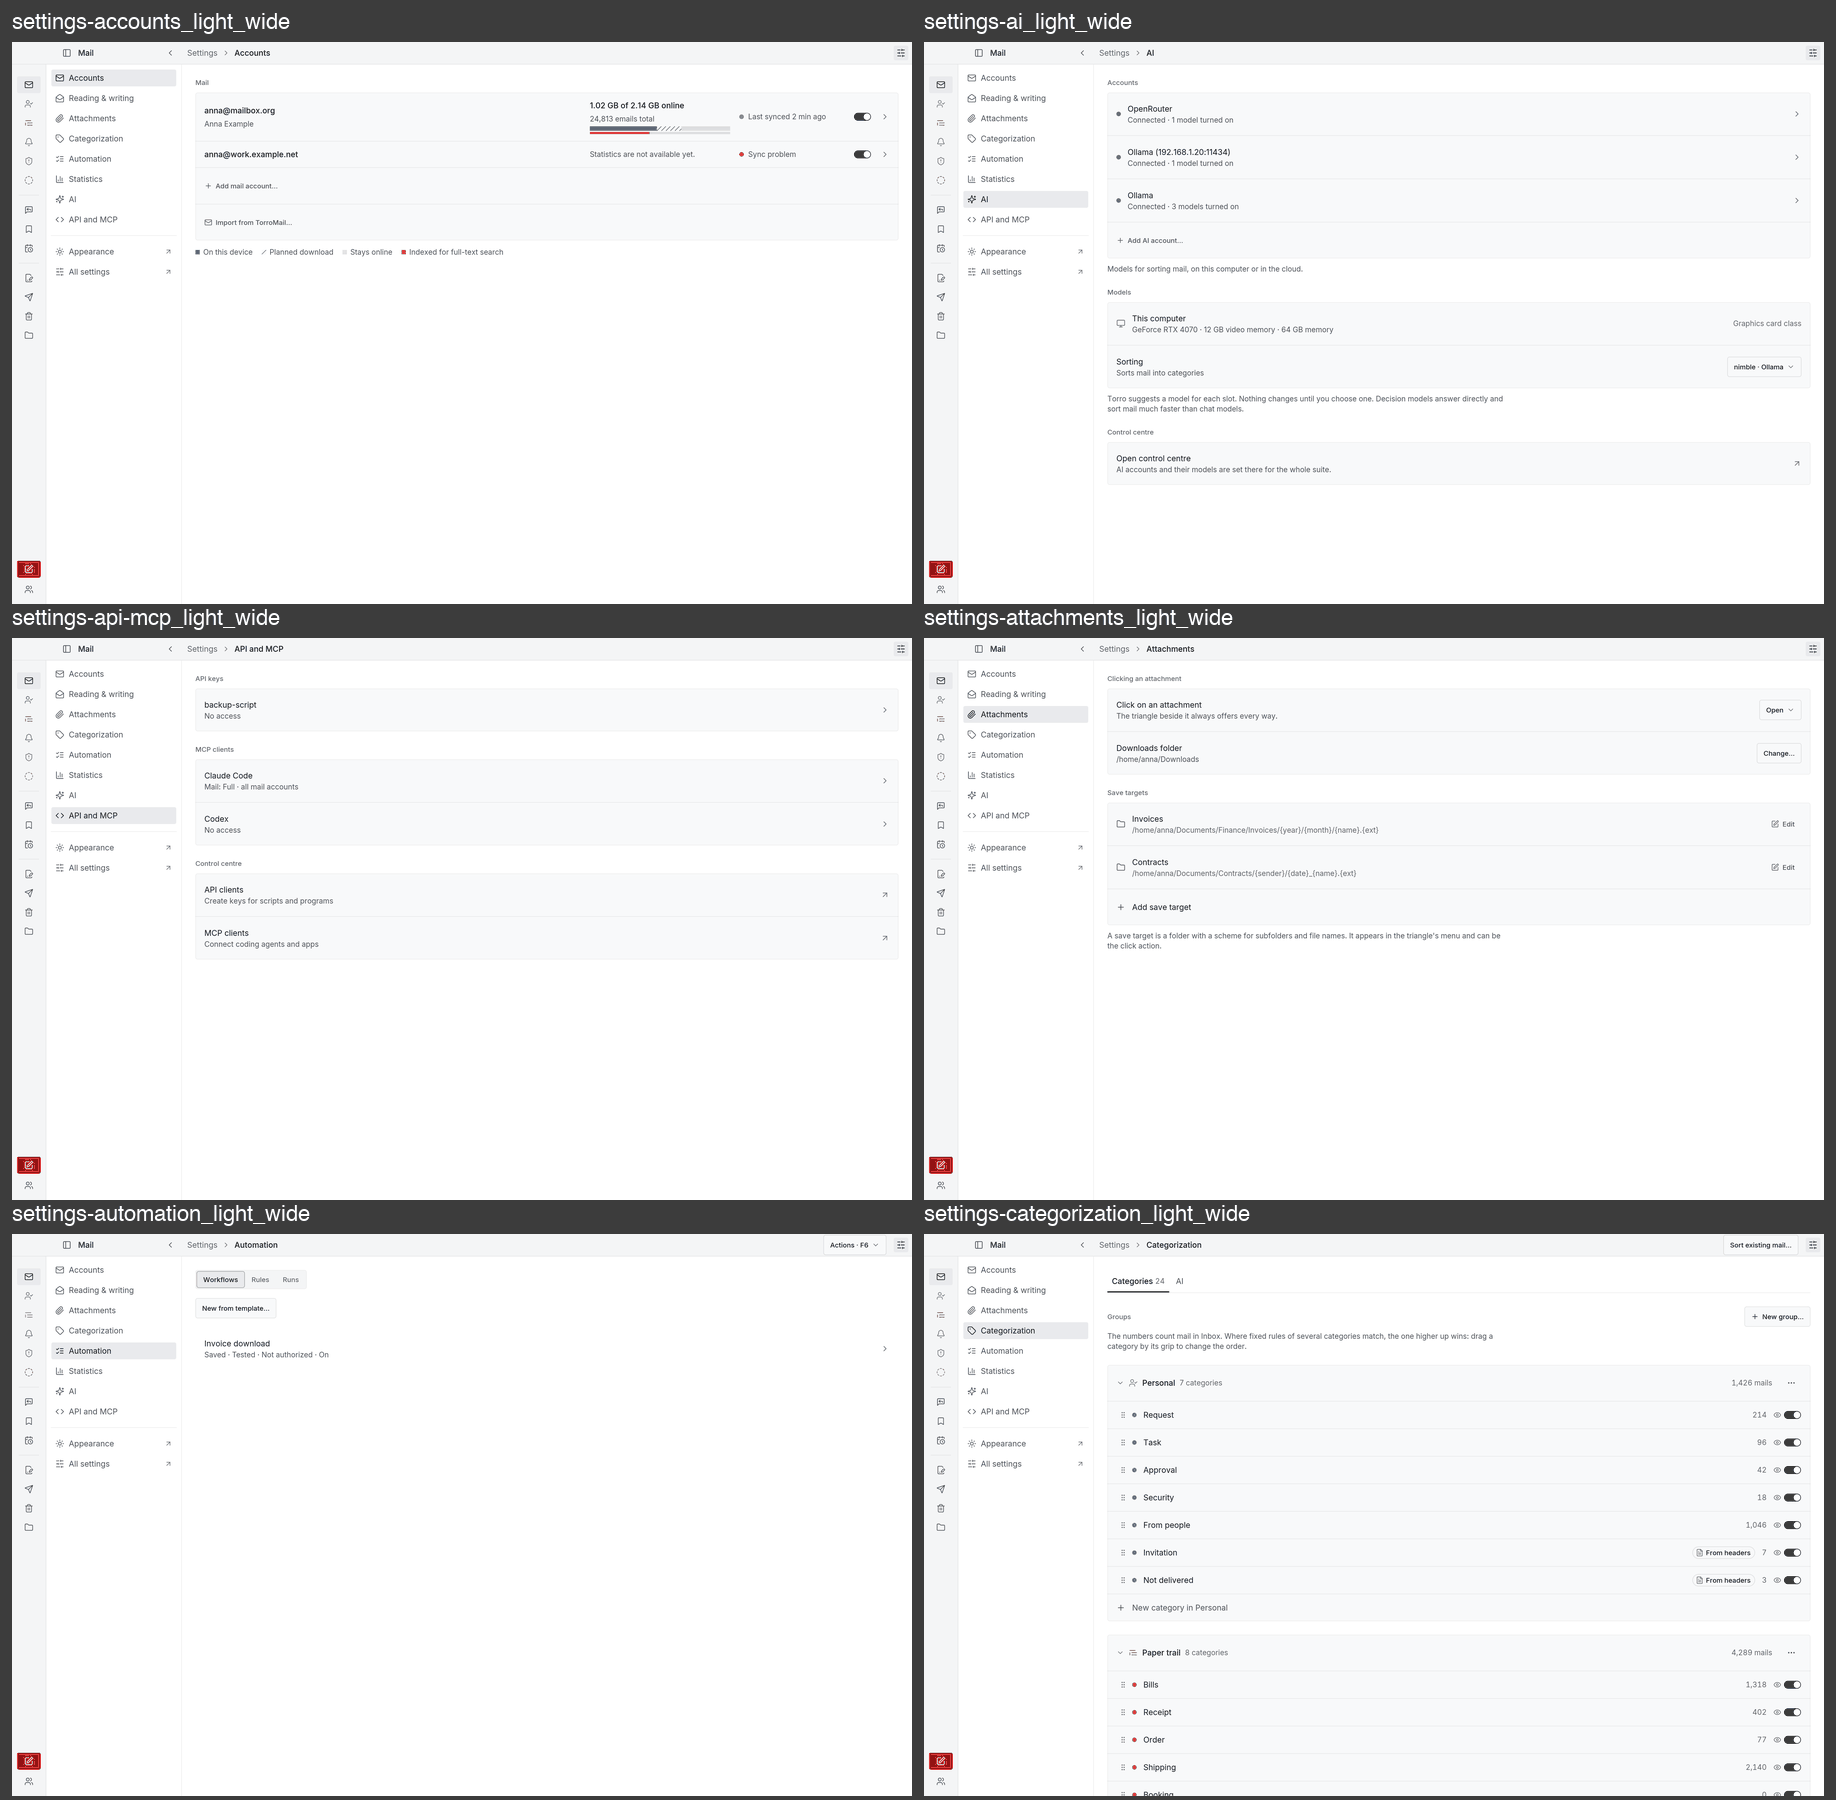 settings-accounts_light_wide
Mail
Settings > Accounts
Accounts
Reading & writing
Attachments
Categorization
Automation
Statistics
AI
API and MCP
Appearance
All settings
Mail
anna@mailbox.org
Anna Example
1.02 GB of 2.14 GB online
24,813 emails total
Last synced 2 min ago
anna@work.example.net
Statistics are not available yet.
Sync problem
+ Add mail account...
Import from TorroMail...
On this device
Planned download
Stays online
Indexed for full-text search
settings-ai_light_wide
Mail
Settings > AI
Accounts
Reading & writing
Attachments
Categorization
Automation
Statistics
AI
API and MCP
Appearance
All settings
Accounts
OpenRouter
Connected · 1 model turned on
Ollama (192.168.1.20:11434)
Connected · 1 model turned on
Ollama
Connected · 3 models turned on
+ Add AI account...
Models for sorting mail, on this computer or in the cloud.
Models
This computer
GeForce RTX 4070 · 12 GB video memory · 64 GB memory
Graphics card class
Sorting
Sorts mail into categories
nimble · Ollama
Torro suggests a model for each slot. Nothing changes until you choose one. Decision models answer directly and
sort mail much faster than chat models.
Control centre
Open control centre
AI accounts and their models are set there for the whole suite.
settings-api-mcp_light_wide
Mail
Settings > API and MCP
Accounts
Reading & writing
Attachments
Categorization
Automation
Statistics
AI
API and MCP
Appearance
All settings
API keys
backup-script
No access
MCP clients
Claude Code
Mail: Full · all mail accounts
Codex
No access
Control centre
API clients
Create keys for scripts and programs
MCP clients
Connect coding agents and apps
settings-attachments_light_wide
Mail
Settings > Attachments
Accounts
Reading & writing
Attachments
Categorization
Automation
Statistics
AI
API and MCP
Appearance
All settings
Clicking an attachment
Click on an attachment
The triangle beside it always offers every way.
Open
Downloads folder
/home/anna/Downloads
Change...
Save targets
Invoices
/home/anna/Documents/Finance/Invoices/{year}/{month}/{name}.{ext}
Edit
Contracts
/home/anna/Documents/Contracts/{sender}/{date}_{name}.{ext}
Edit
+ Add save target
A save target is a folder with a scheme for subfolders and file names. It appears in the triangle's menu and can be
the click action.
settings-automation_light_wide
Mail
Settings > Automation
Actions · F6
Accounts
Reading & writing
Attachments
Categorization
Automation
Statistics
AI
API and MCP
Appearance
All settings
Workflows Rules Runs
New from template...
Invoice download
Saved · Tested · Not authorized · On
settings-categorization_light_wide
Mail
Settings > Categorization
Sort existing mail...
Accounts
Reading & writing
Attachments
Categorization
Automation
Statistics
AI
API and MCP
Appearance
All settings
Categories 24 AI
Groups
+ New group...
The numbers count mail in Inbox. Where fixed rules of several categories match, the one higher up wins: drag a
category by its grip to change the order.
Personal 7 categories 1,426 mails ...
Request 214
Task 96
Approval 42
Security 18
From people 1,046
Invitation From headers 7
Not delivered From headers 3
+ New category in Personal
Paper trail 8 categories 4,289 mails ...
Bills 1,318
Receipt 402
Order 77
Shipping 2,140
Booking 0